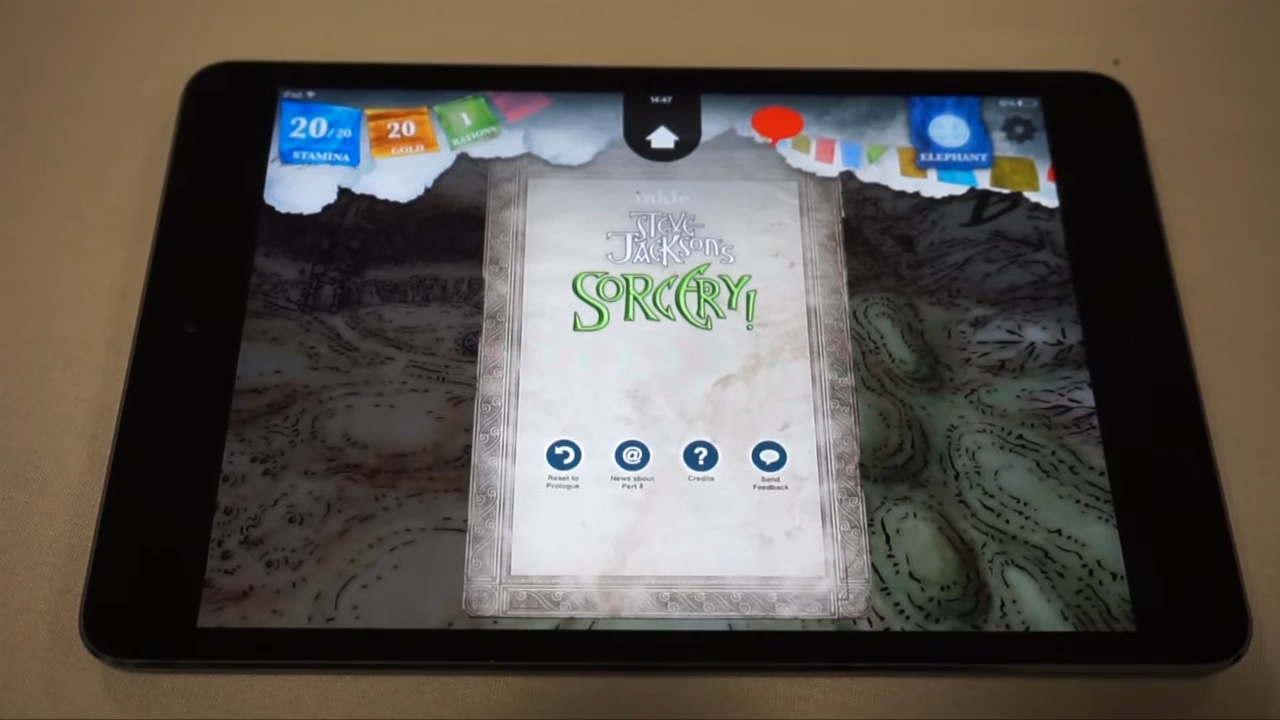 iPad
14:47
20/20
STAMINA
20
GOLD
1
RATIONS
ELEPHANT
inkle
STEVE
JACKSON'S
SORCERY!
@
?
Reset to
Prologue
News about
Part 4
Credits
Send
Feedback